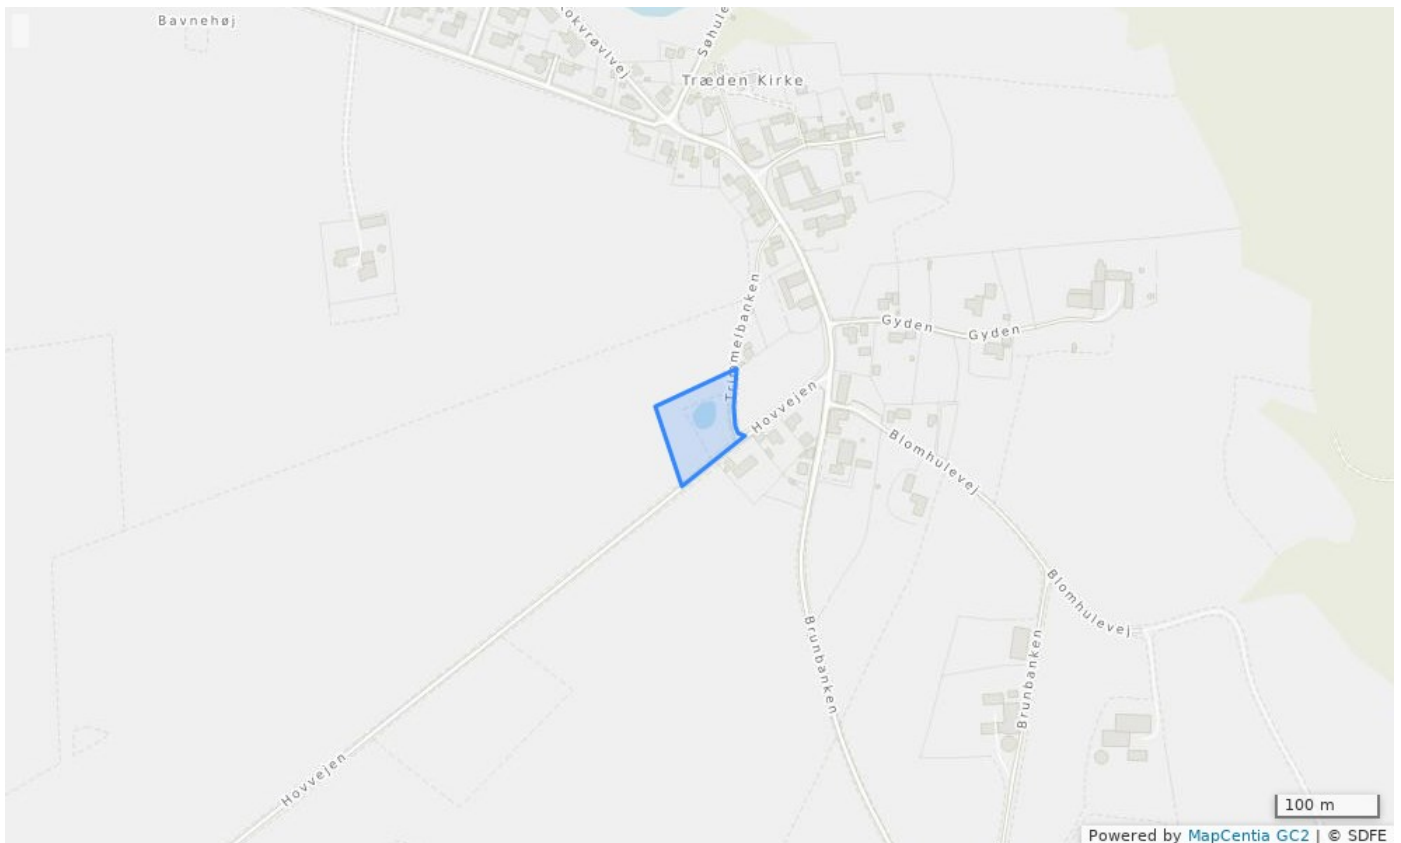 Bavnehøj
Træden Kirke
Gyden
Gyden
Hovvejen
Blomhulevej
Blomhulevej
Brunbanken
Brunbanken
Hovvejen
100 m
Powered by MapCentia GC2 | © SDFE